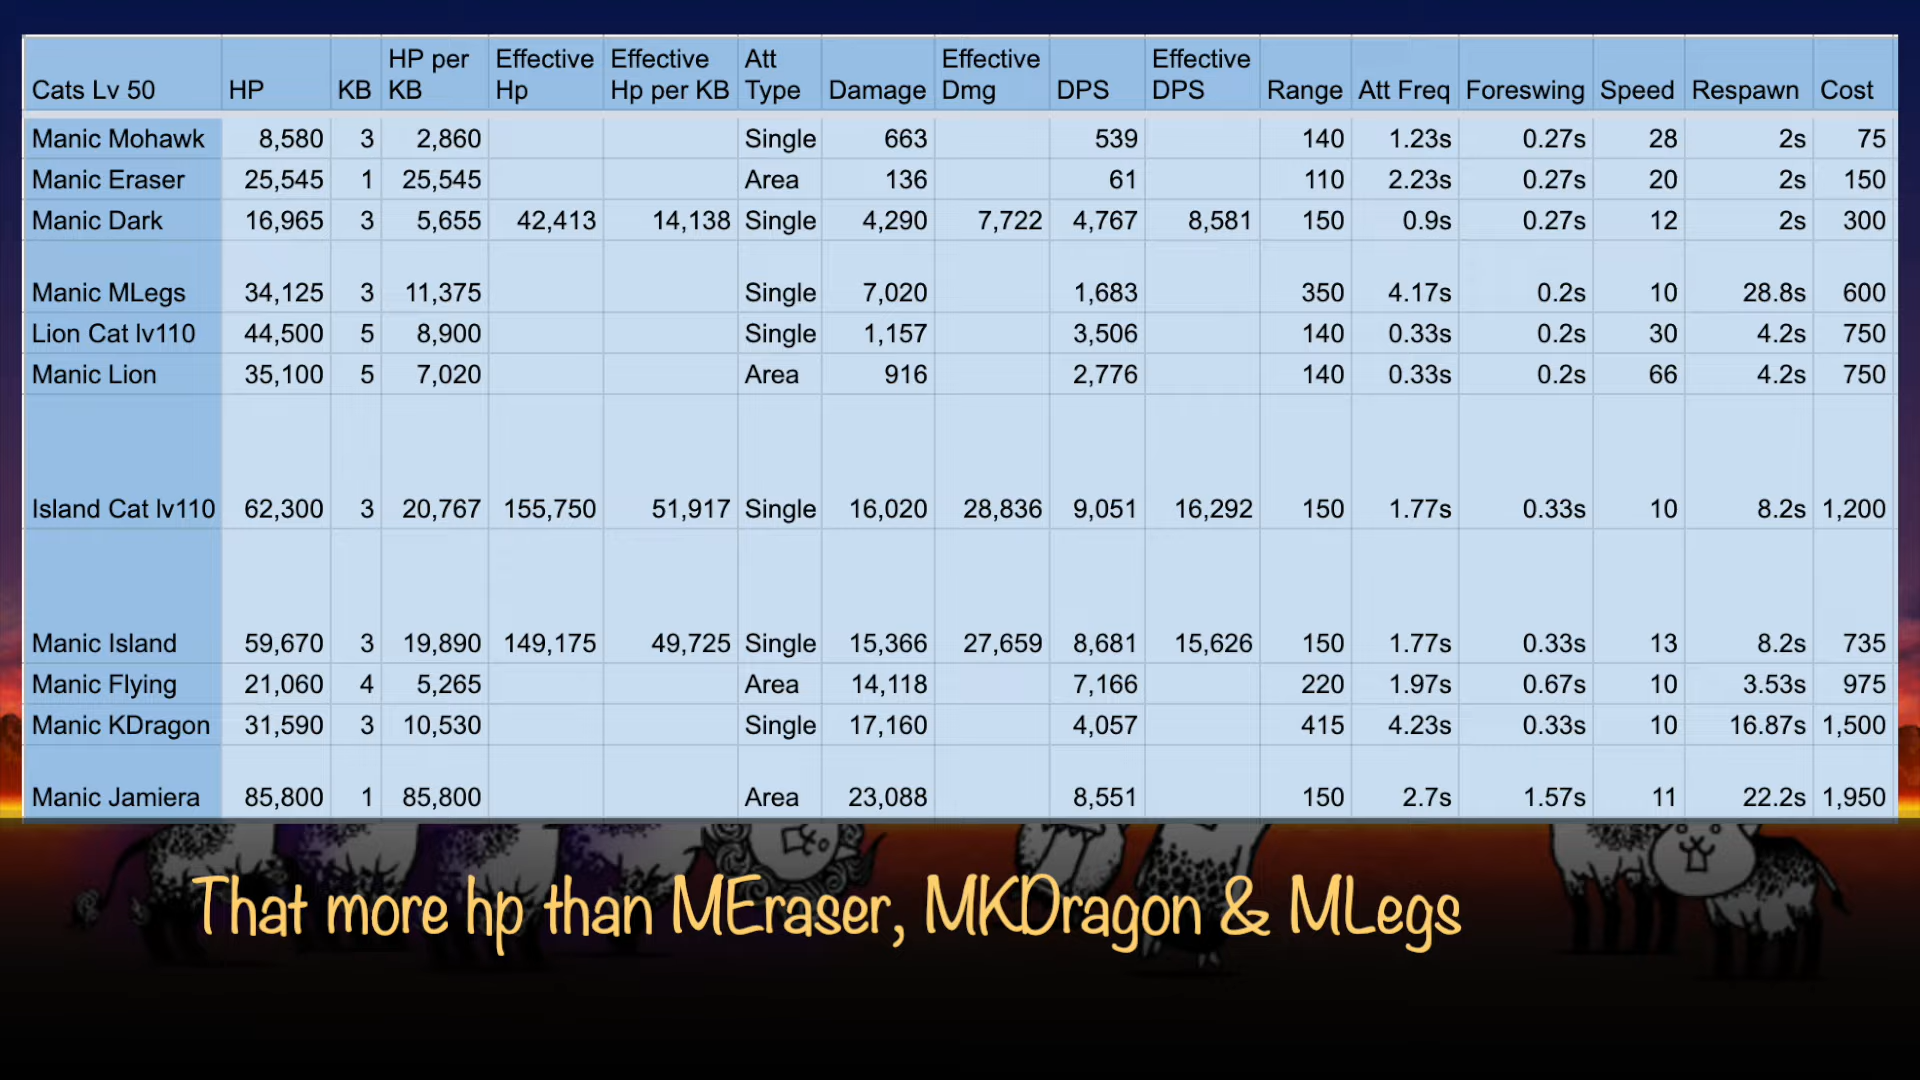 Cats Lv 50 HP KB HP per KB Effective Hp Effective Hp per KB Att Type Damage Effective Dmg DPS Effective DPS Range Att Freq Foreswing Speed Respawn Cost
Manic Mohawk 8,580 3 2,860 Single 663 539 140 1.23s 0.27s 28 2s 75
Manic Eraser 25,545 1 25,545 Area 136 61 110 2.23s 0.27s 20 2s 150
Manic Dark 16,965 3 5,655 42,413 14,138 Single 4,290 7,722 4,767 8,581 150 0.9s 0.27s 12 2s 300
Manic MLegs 34,125 3 11,375 Single 7,020 1,683 350 4.17s 0.2s 10 28.8s 600
Lion Cat lv110 44,500 5 8,900 Single 1,157 3,506 140 0.33s 0.2s 30 4.2s 750
Manic Lion 35,100 5 7,020 Area 916 2,776 140 0.33s 0.2s 66 4.2s 750
Island Cat lv110 62,300 3 20,767 155,750 51,917 Single 16,020 28,836 9,051 16,292 150 1.77s 0.33s 10 8.2s 1,200
Manic Island 59,670 3 19,890 149,175 49,725 Single 15,366 27,659 8,681 15,626 150 1.77s 0.33s 13 8.2s 735
Manic Flying 21,060 4 5,265 Area 14,118 7,166 220 1.97s 0.67s 10 3.53s 975
Manic KDragon 31,590 3 10,530 Single 17,160 4,057 415 4.23s 0.33s 10 16.87s 1,500
Manic Jamiera 85,800 1 85,800 Area 23,088 8,551 150 2.7s 1.57s 11 22.2s 1,950
That more hp than MEraser, MKDragon & MLegs